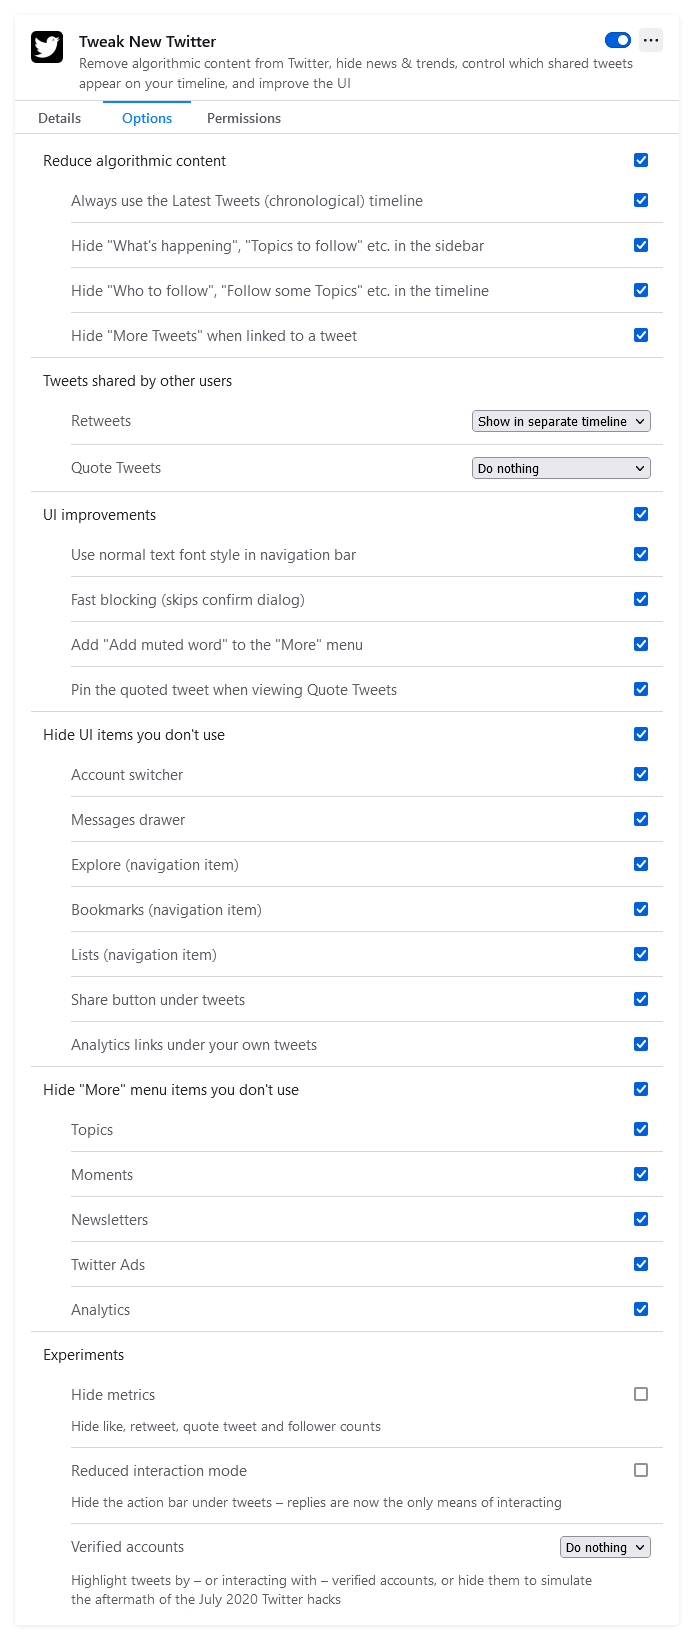 Tweak New Twitter
Remove algorithmic content from Twitter, hide news & trends, control which shared tweets
appear on your timeline, and improve the UI
Details Options Permissions
Reduce algorithmic content
Always use the Latest Tweets (chronological) timeline
Hide "What's happening", "Topics to follow" etc. in the sidebar
Hide "Who to follow", "Follow some Topics" etc. in the timeline
Hide "More Tweets" when linked to a tweet
Tweets shared by other users
Retweets Show in separate timeline
Quote Tweets Do nothing
UI improvements
Use normal text font style in navigation bar
Fast blocking (skips confirm dialog)
Add "Add muted word" to the "More" menu
Pin the quoted tweet when viewing Quote Tweets
Hide UI items you don't use
Account switcher
Messages drawer
Explore (navigation item)
Bookmarks (navigation item)
Lists (navigation item)
Share button under tweets
Analytics links under your own tweets
Hide "More" menu items you don't use
Topics
Moments
Newsletters
Twitter Ads
Analytics
Experiments
Hide metrics
Hide like, retweet, quote tweet and follower counts
Reduced interaction mode
Hide the action bar under tweets – replies are now the only means of interacting
Verified accounts Do nothing
Highlight tweets by – or interacting with – verified accounts, or hide them to simulate
the aftermath of the July 2020 Twitter hacks